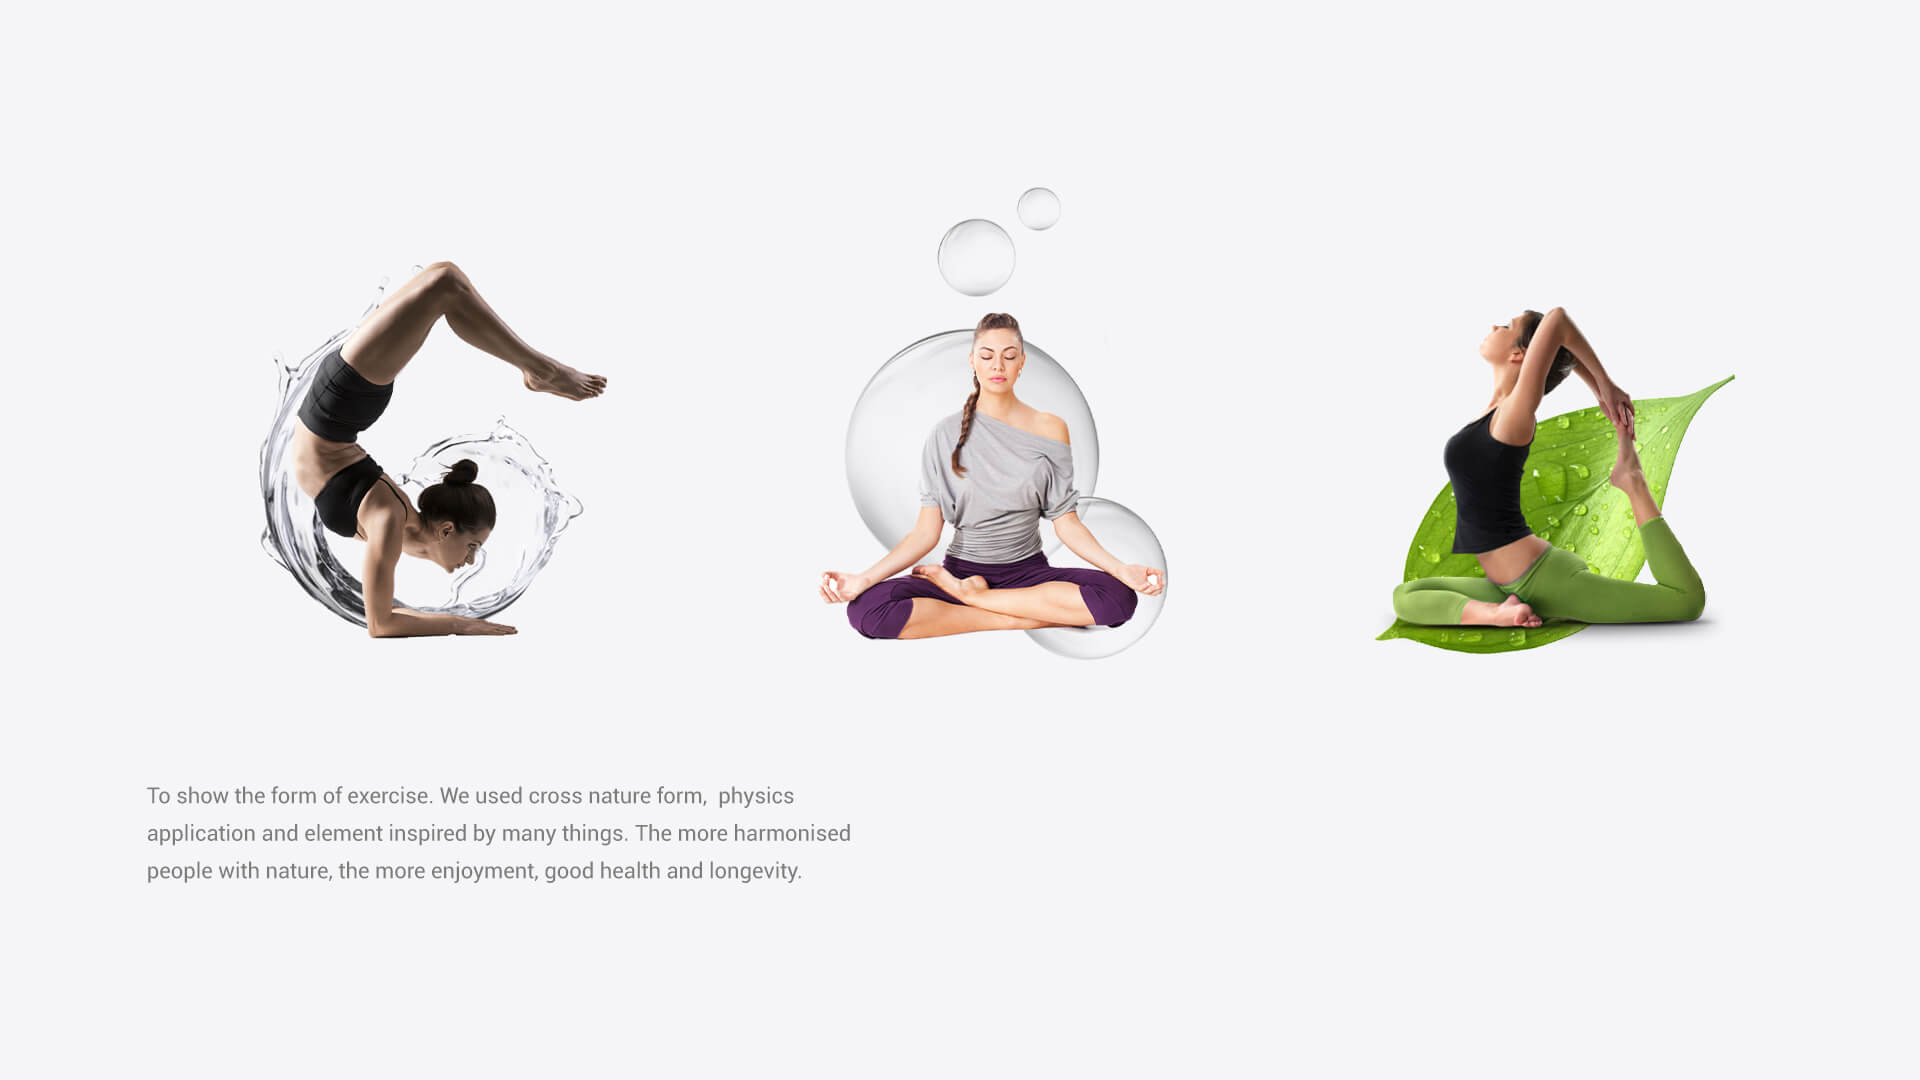 To show the form of exercise. We used cross nature form,  physics
application and element inspired by many things. The more harmonised
people with nature, the more enjoyment, good health and longevity.